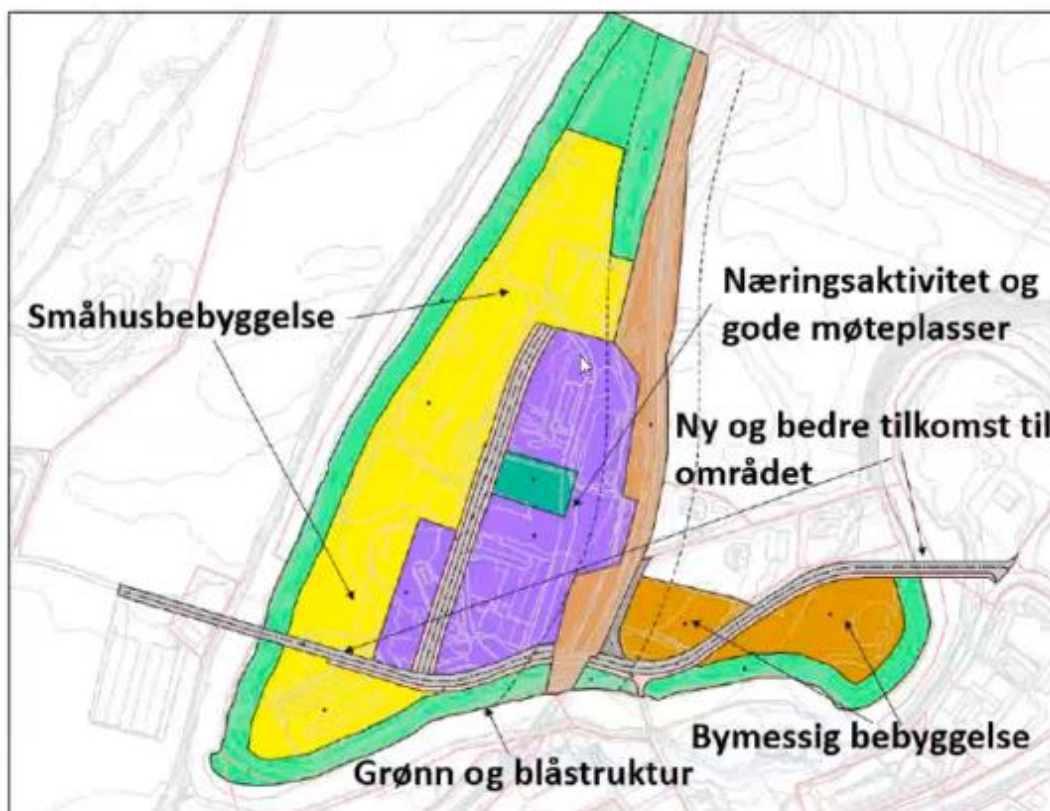 Småhusbebyggelse
Næringsaktivitet og
gode møteplasser
Ny og bedre tilkomst til
området
Bymessig bebyggelse
Grønn og blåstruktur